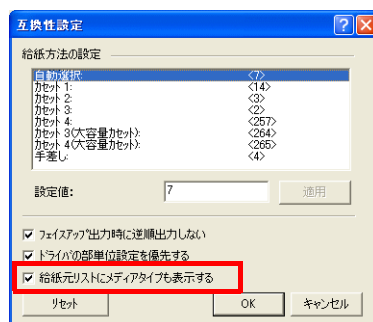 互換性設定
給紙方法の設定
自動選択: <7>
カセット 1: <14>
カセット 2: <3>
カセット 3: <2>
カセット 4: <257>
カセット 3(大容量カセット): <264>
カセット 4(大容量カセット): <265>
手差し: <4>
設定値: 7 適用
フェイスアップ出力時に逆順出力しない
ドライバの部単位設定を優先する
給紙元リストにメディアタイプも表示する
リセット OK キャンセル